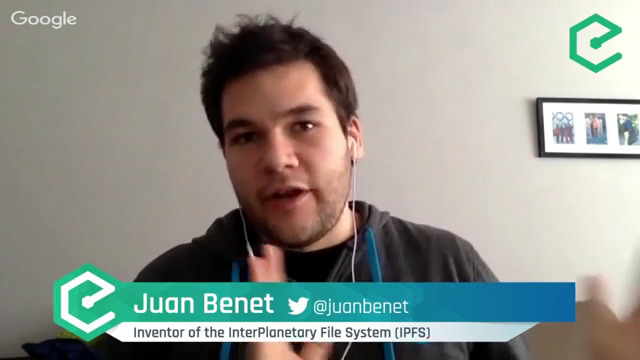 Google
Juan Benet @juanbenet
Inventor of the InterPlanetary File System (IPFS)